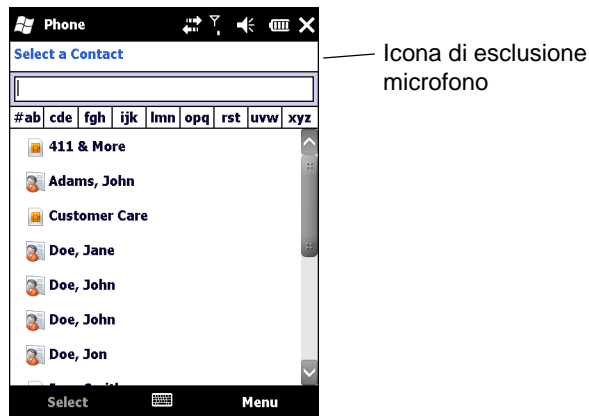 Phone
Select a Contact
Icona di esclusione
microfono
#ab cde fgh ijk lmn opq rst uvw xyz
411 & More
Adams, John
Customer Care
Doe, Jane
Doe, John
Doe, John
Doe, Jon
Select Menu